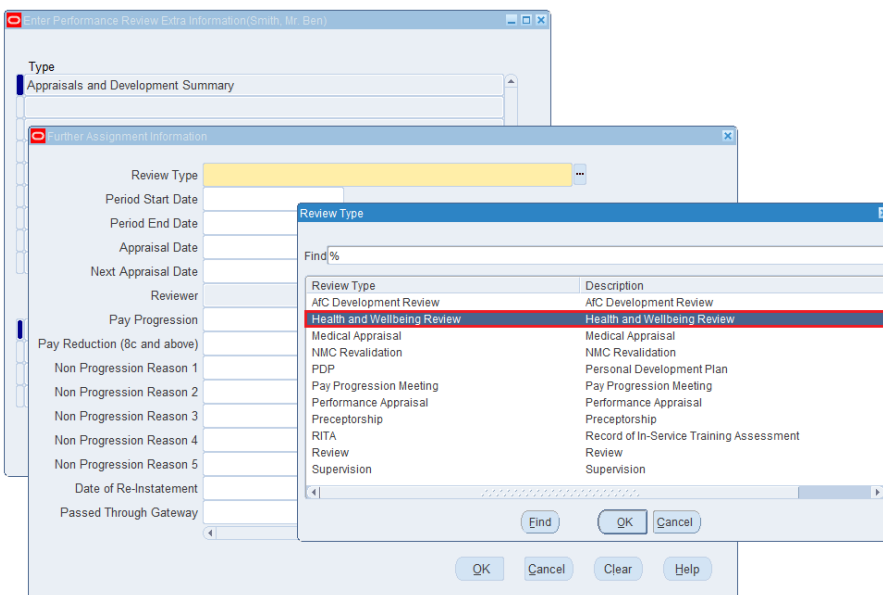 Enter Performance Review Extra Information(Smith, Mr. Ben)
Type
Appraisals and Development Summary
Further Assignment Information
Review Type
Period Start Date
Period End Date
Appraisal Date
Next Appraisal Date
Reviewer
Pay Progression
Pay Reduction (8c and above)
Non Progression Reason 1
Non Progression Reason 2
Non Progression Reason 3
Non Progression Reason 4
Non Progression Reason 5
Date of Re-Instatement
Passed Through Gateway
OK Cancel Clear Help
Review Type
Find %
Review Type Description
AfC Development Review AfC Development Review
Health and Wellbeing Review Health and Wellbeing Review
Medical Appraisal Medical Appraisal
NMC Revalidation NMC Revalidation
PDP Personal Development Plan
Pay Progression Meeting Pay Progression Meeting
Performance Appraisal Performance Appraisal
Preceptorship Preceptorship
RITA Record of In-Service Training Assessment
Review Review
Supervision Supervision
Find OK Cancel